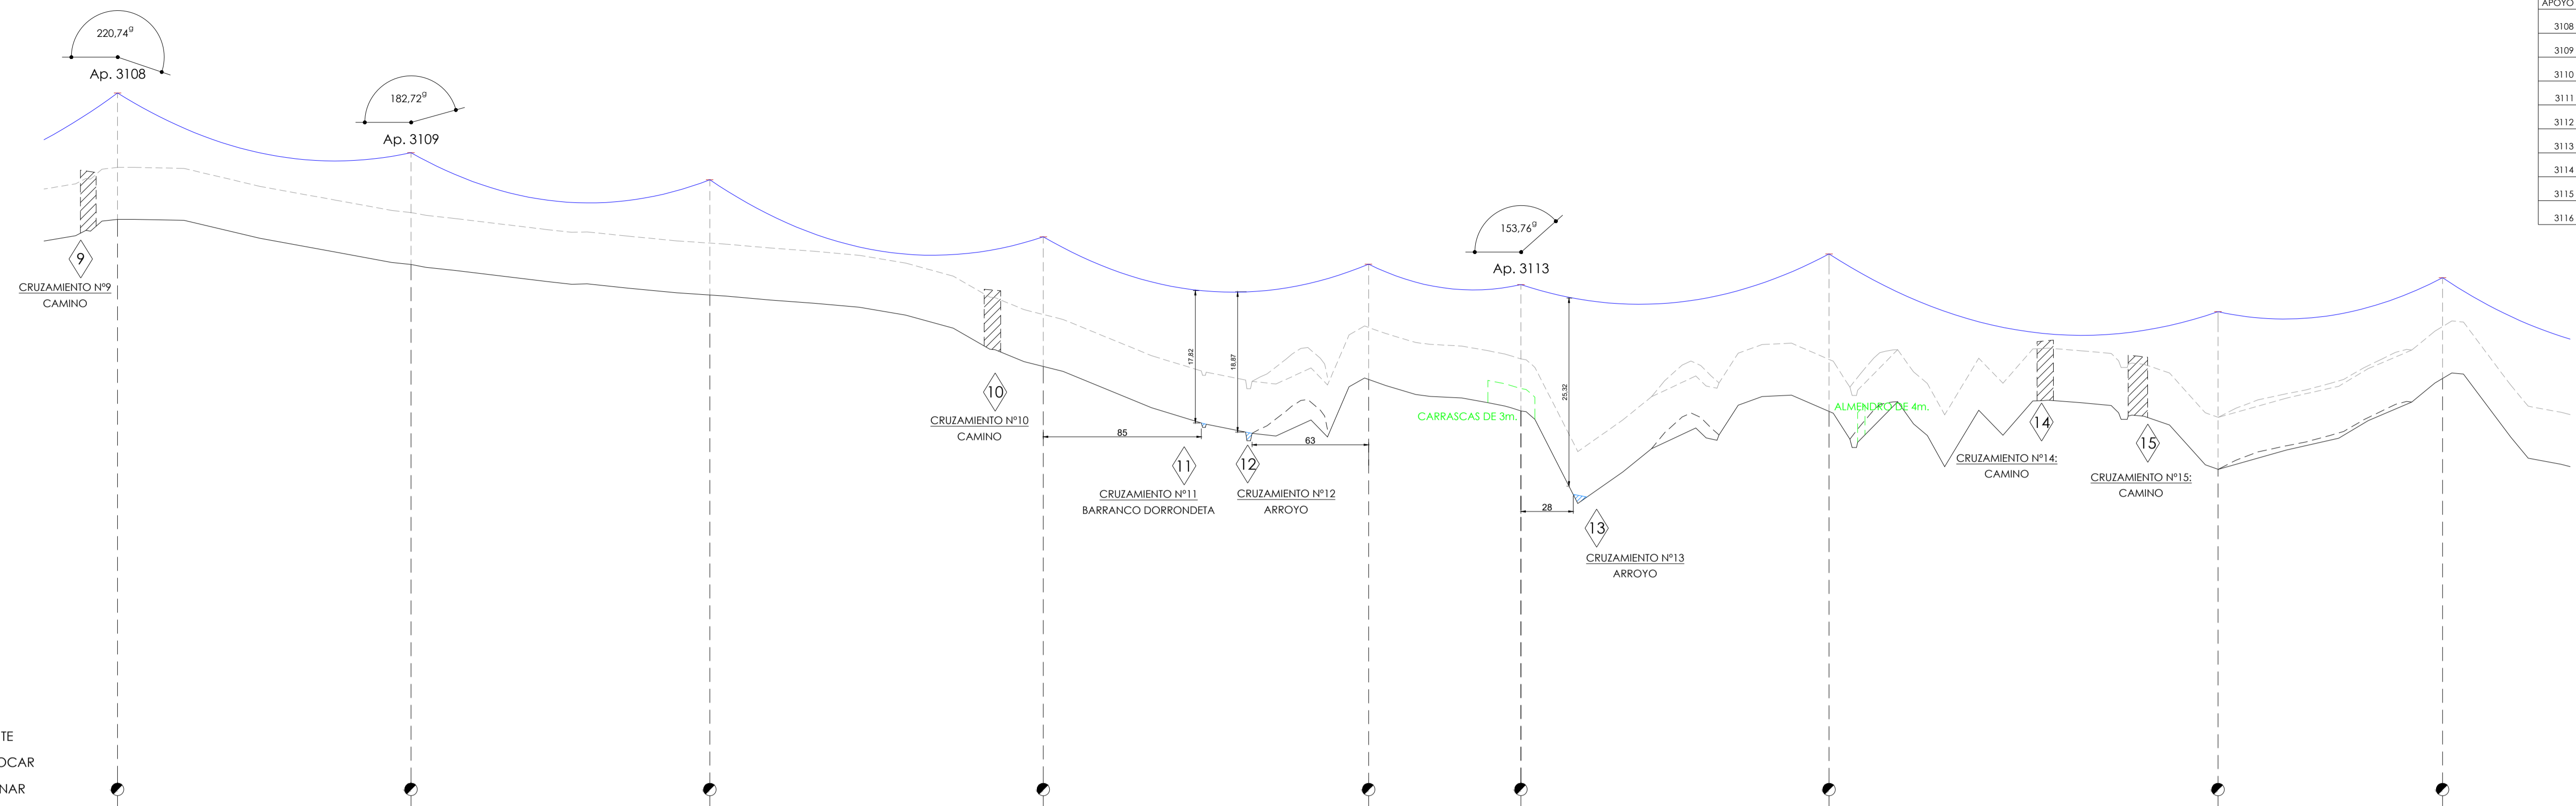 220,74g
Ap. 3108
182,72g
Ap. 3109
9
CRUZAMIENTO Nº9
CAMINO
10
CRUZAMIENTO Nº10
CAMINO
85
17,82
18,87
63
11
CRUZAMIENTO Nº11
BARRANCO DORRONDETA
12
CRUZAMIENTO Nº12
ARROYO
153,76g
Ap. 3113
CARRASCAS DE 3m.
25,32
28
13
CRUZAMIENTO Nº13
ARROYO
ALMENDRO DE 4m.
14
CRUZAMIENTO Nº14:
CAMINO
15
CRUZAMIENTO Nº15:
CAMINO
APOYO
3108
3109
3110
3111
3112
3113
3114
3115
3116
TE
OCAR
NAR